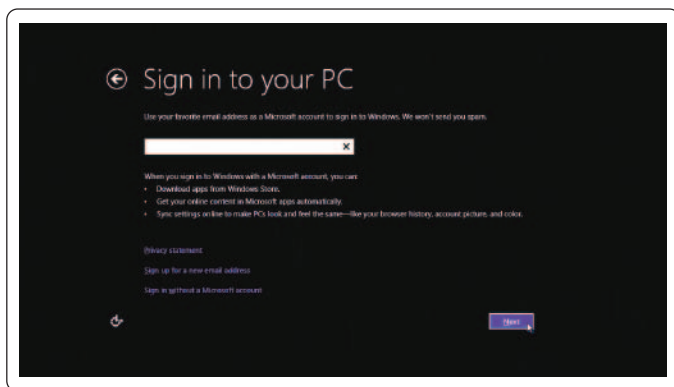 Sign in to your PC
Use your favorite email address as a Microsoft account to sign in to Windows. We won't send you spam.
When you sign in to Windows with a Microsoft account, you can:
• Download apps from Windows Store.
• Get your online content in Microsoft apps automatically.
• Sync settings online to make PCs look and feel the same—like your browser history, account picture, and color.
Privacy statement
Sign up for a new email address
Sign in without a Microsoft account
Next